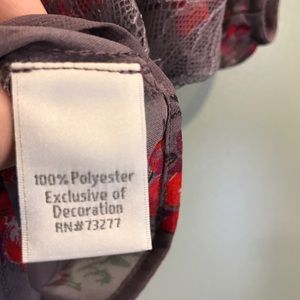 100% Polyester
Exclusive of
Decoration
RN#73277